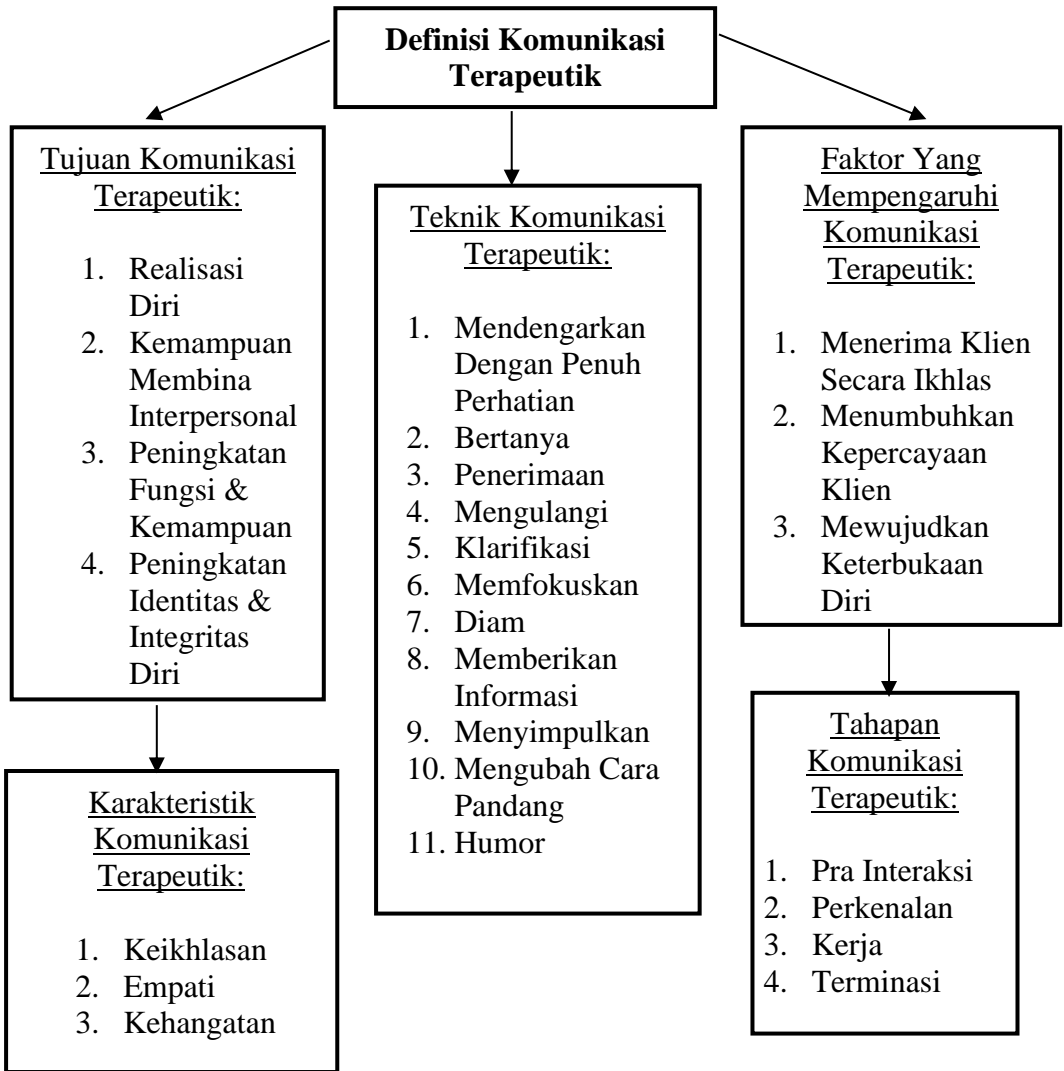 Definisi Komunikasi
Terapeutik
Tujuan Komunikasi
Terapeutik:
1. Realisasi
Diri
2. Kemampuan
Membina
Interpersonal
3. Peningkatan
Fungsi &
Kemampuan
4. Peningkatan
Identitas &
Integritas
Diri
Karakteristik
Komunikasi
Terapeutik:
1. Keikhlasan
2. Empati
3. Kehangatan
Teknik Komunikasi
Terapeutik:
1. Mendengarkan
Dengan Penuh
Perhatian
2. Bertanya
3. Penerimaan
4. Mengulangi
5. Klarifikasi
6. Memfokuskan
7. Diam
8. Memberikan
Informasi
9. Menyimpulkan
10. Mengubah Cara
Pandang
11. Humor
Faktor Yang
Mempengaruhi
Komunikasi
Terapeutik:
1. Menerima Klien
Secara Ikhlas
2. Menumbuhkan
Kepercayaan
Klien
3. Mewujudkan
Keterbukaan
Diri
Tahapan
Komunikasi
Terapeutik:
1. Pra Interaksi
2. Perkenalan
3. Kerja
4. Terminasi